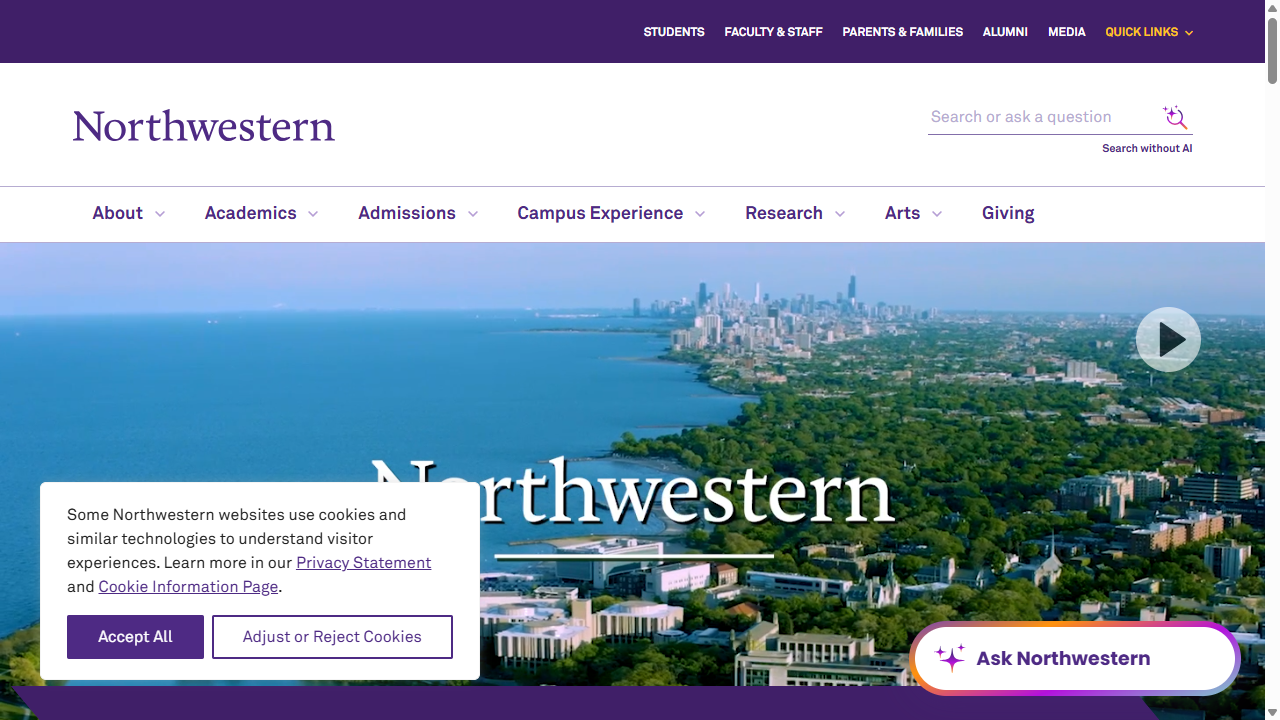 STUDENTS FACULTY & STAFF PARENTS & FAMILIES ALUMNI MEDIA QUICK LINKS
Northwestern
Search or ask a question
Search without AI
About Academics Admissions Campus Experience Research Arts Giving
Northwestern
Some Northwestern websites use cookies and
similar technologies to understand visitor
experiences. Learn more in our Privacy Statement
and Cookie Information Page.
Accept All Adjust or Reject Cookies
Ask Northwestern